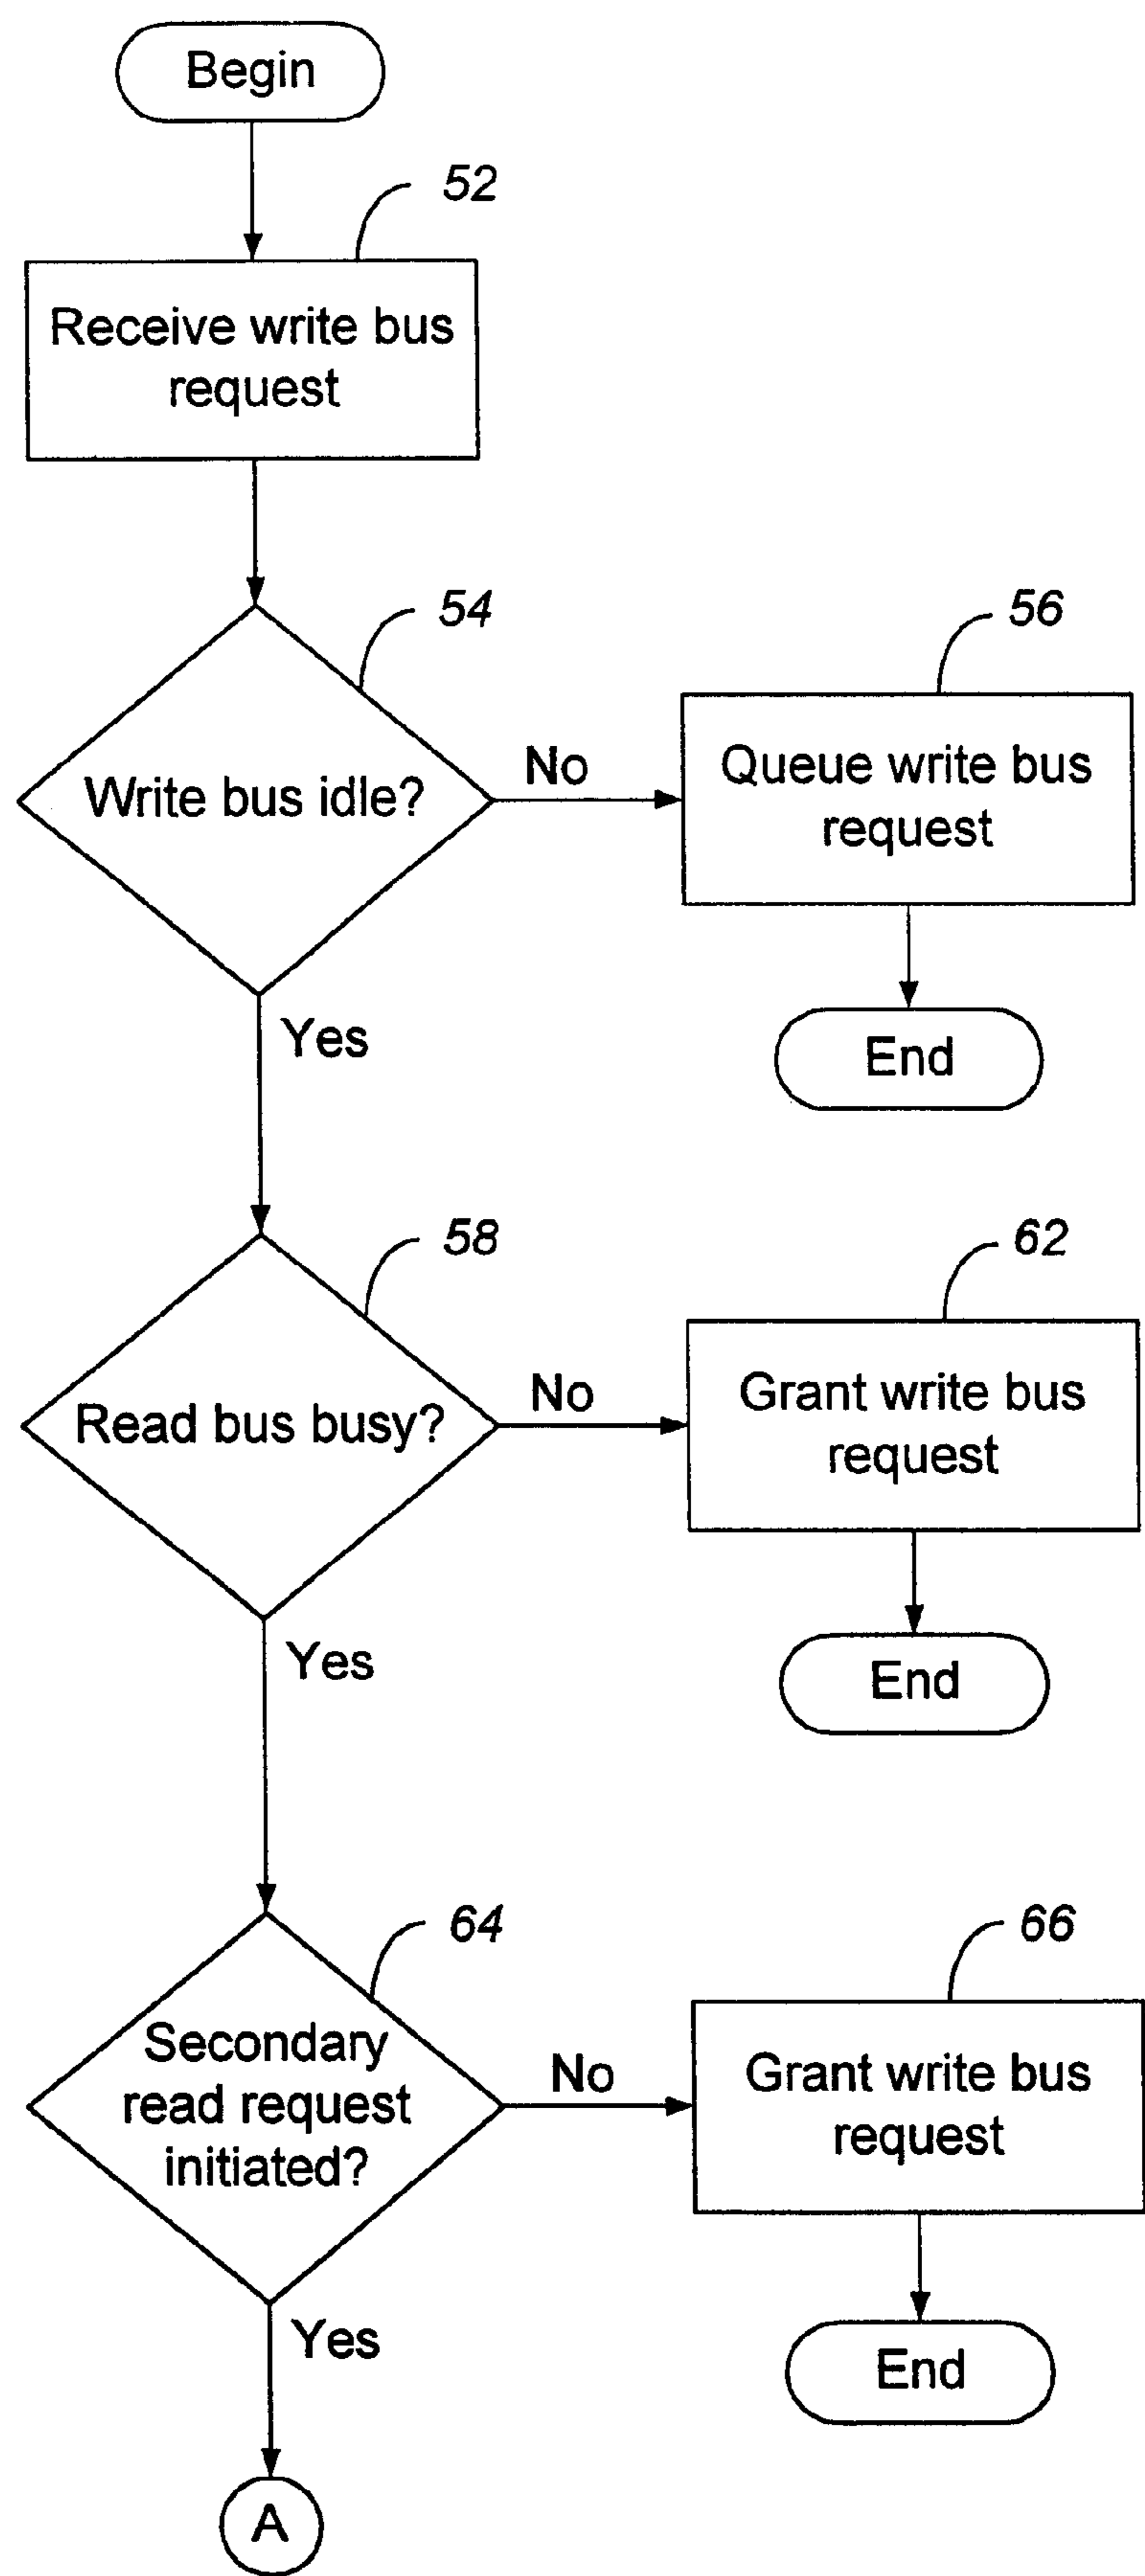 Begin
52
Receive write bus
request
54
Write bus idle?
No
56
Queue write bus
request
End
Yes
58
Read bus busy?
No
62
Grant write bus
request
End
Yes
64
Secondary
read request
initiated?
No
66
Grant write bus
request
End
Yes
A